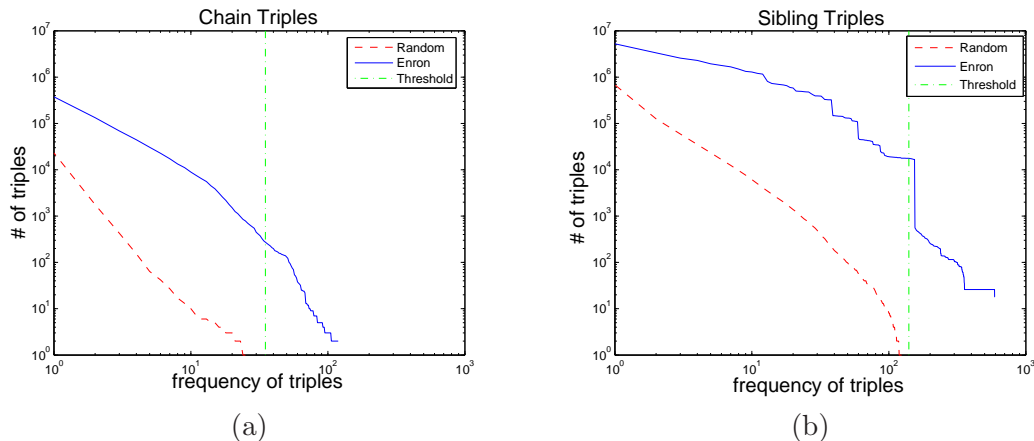 Chain Triples
10^7
10^6
10^5
10^4
10^3
10^2
10^1
10^0
# of triples
Random
Enron
Threshold
10^0 10^1 10^2 10^3
frequency of triples
(a)
Sibling Triples
10^7
10^6
10^5
10^4
10^3
10^2
10^1
10^0
# of triples
Random
Enron
Threshold
10^0 10^1 10^2 10^3
frequency of triples
(b)